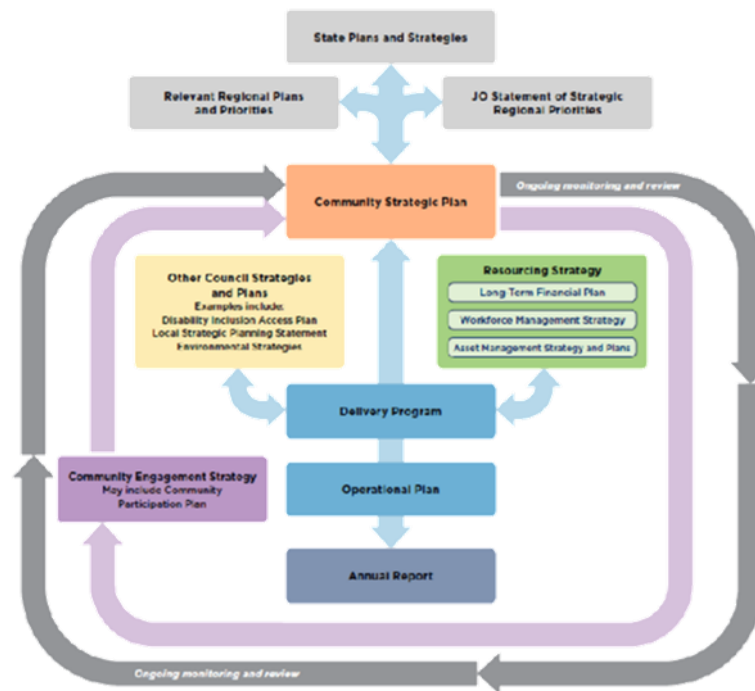 State Plans and Strategies
Relevant Regional Plans
and Priorities
JO Statement of Strategic
Regional Priorities
Community Strategic Plan
Ongoing monitoring and review
Other Council Strategies
and Plans
Examples include:
Disability Inclusion Access Plan
Local Strategic Planning Statement
Environmental Strategies
Resourcing Strategy
Long Term Financial Plan
Workforce Management Strategy
Asset Management Strategy and Plans
Delivery Program
Community Engagement Strategy
May include Community
Participation Plan
Operational Plan
Annual Report
Ongoing monitoring and review